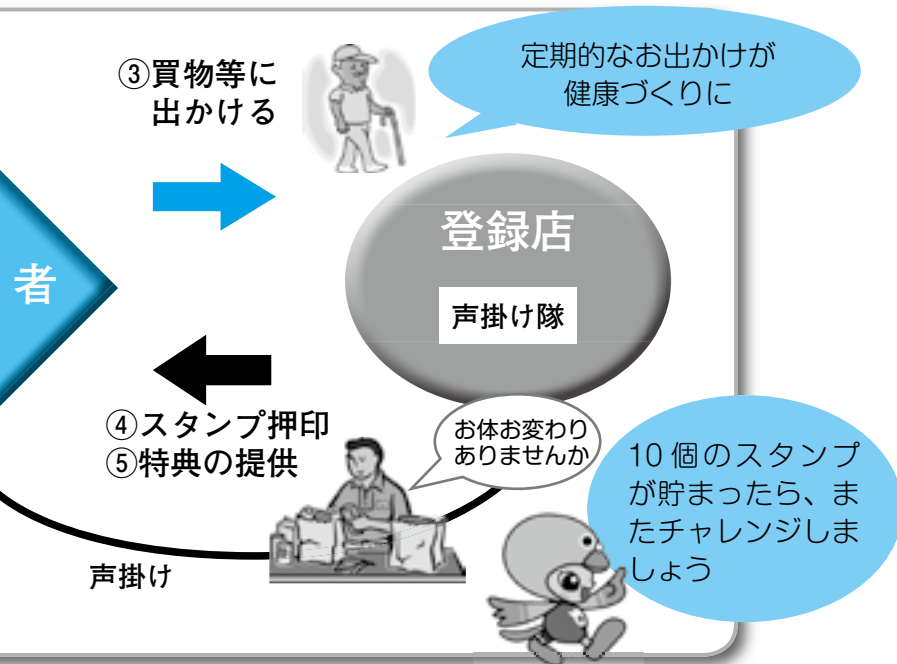 ③買物等に
出かける
定期的なお出かけが
健康づくりに
者
登録店
声掛け隊
④スタンプ押印
⑤特典の提供
お体お変わり
ありませんか
10個のスタンプ
が貯まったら、ま
たチャレンジしま
しょう
声掛け